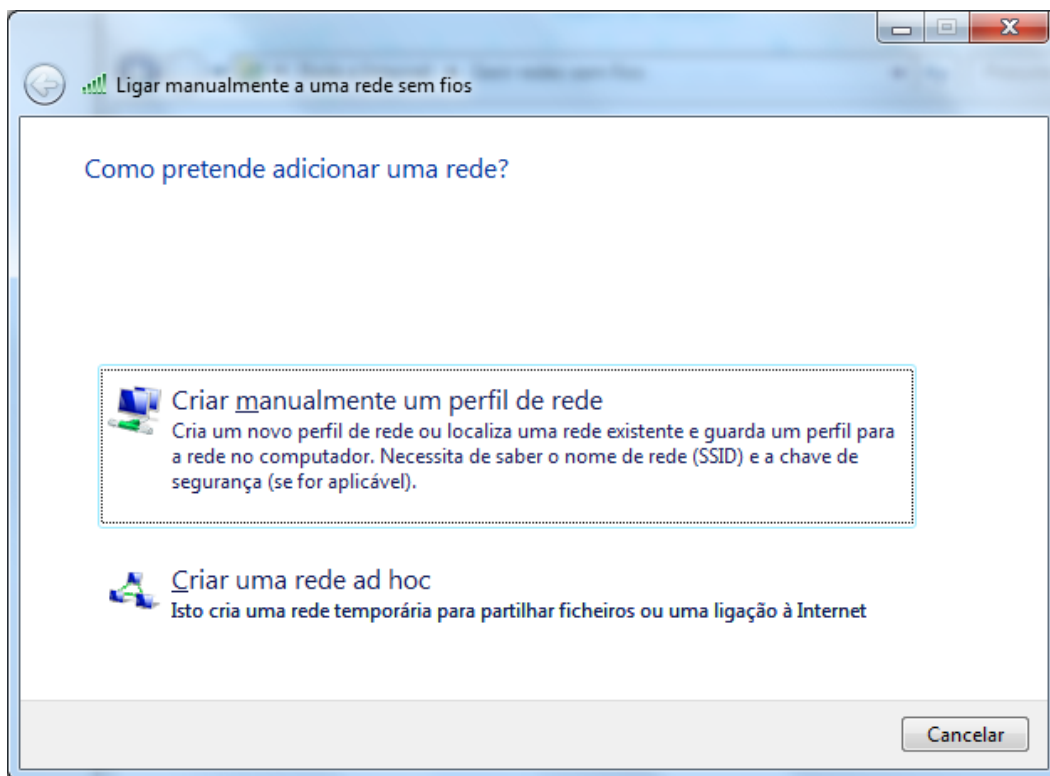 Ligar manualmente a uma rede sem fios
Como pretende adicionar uma rede?
Criar manualmente um perfil de rede
Cria um novo perfil de rede ou localiza uma rede existente e guarda um perfil para
a rede no computador. Necessita de saber o nome de rede (SSID) e a chave de
segurança (se for aplicável).
Criar uma rede ad hoc
Isto cria uma rede temporária para partilhar ficheiros ou uma ligação à Internet
Cancelar